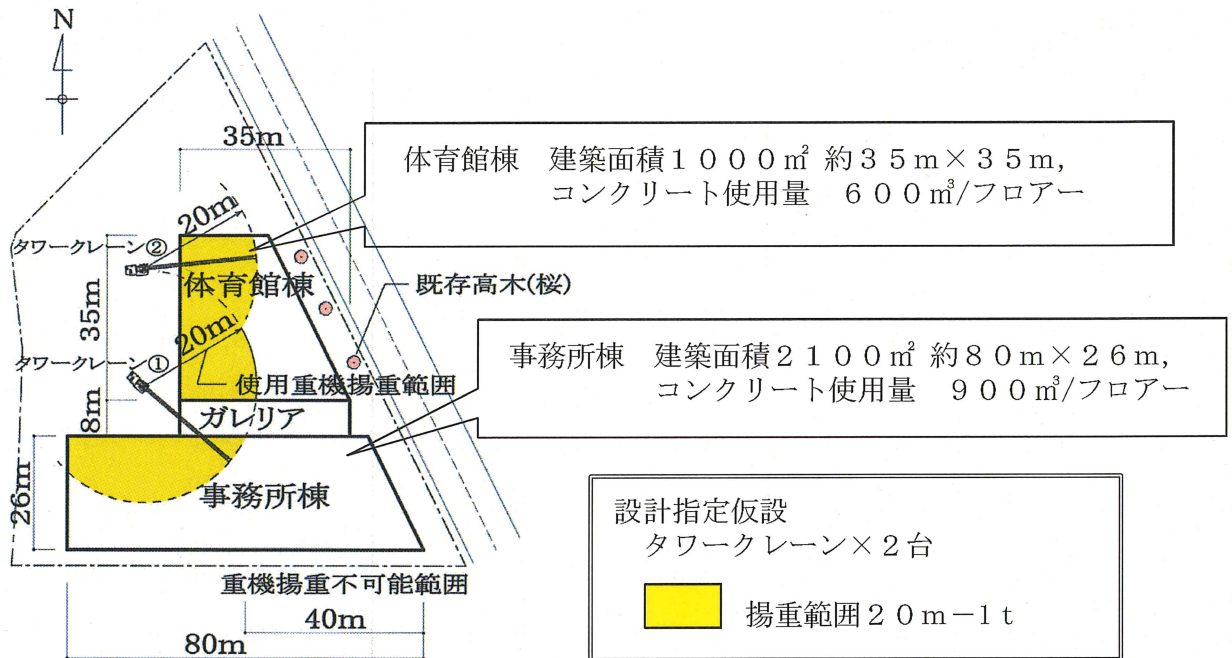 N
35m
体育館棟　建築面積１０００㎡ 約３５ｍ×３５ｍ，
コンクリート使用量　６００㎥/フロアー
20m
タワークレーン②
体育館棟
既存高木(桜)
35m
20m
タワークレーン①
使用重機揚重範囲
事務所棟　建築面積２１００㎡ 約８０ｍ×２６ｍ，
コンクリート使用量　９００㎥/フロアー
8m
ガレリア
26m
事務所棟
設計指定仮設
タワークレーン×２台
揚重範囲２０ｍ－１ｔ
重機揚重不可能範囲
40m
80m